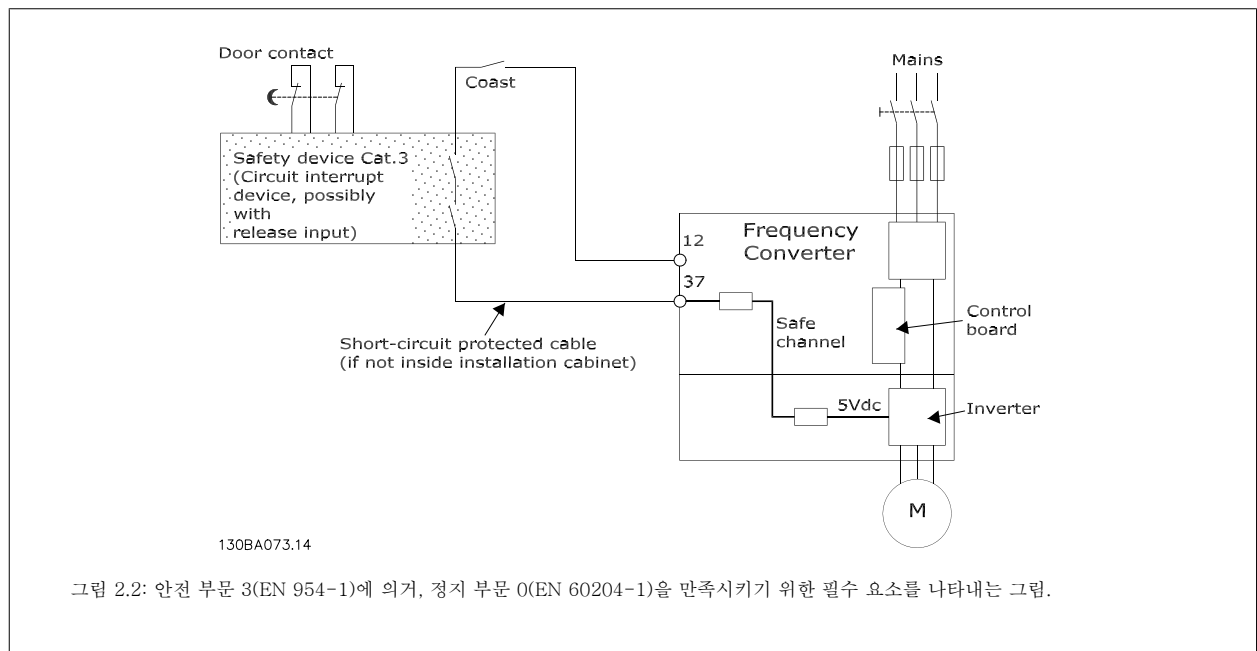 Door contact
Coast
Mains
Safety device Cat.3
(Circuit interrupt
device, possibly
with
release input)
12
Frequency
Converter
37
Safe
channel
Control
board
Short-circuit protected cable
(if not inside installation cabinet)
5Vdc
Inverter
M
130BA073.14
그림 2.2: 안전 부문 3(EN 954-1)에 의거, 정지 부문 0(EN 60204-1)을 만족시키기 위한 필수 요소를 나타내는 그림.